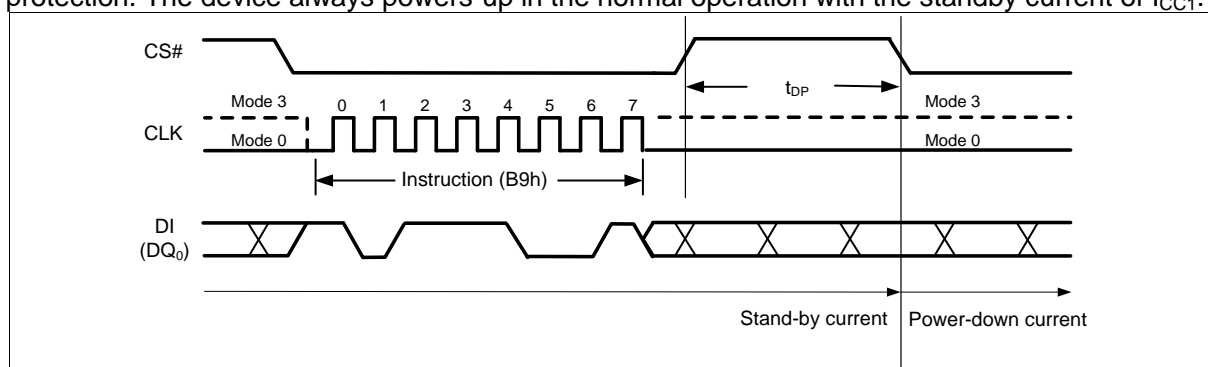 protection. The device always powers-up in the normal operation with the standby current of ICC1.
CS#
tDP
Mode 3
0 1 2 3 4 5 6 7
Mode 3
CLK
Mode 0
Mode 0
Instruction (B9h)
DI
(DQ0)
Stand-by current
Power-down current